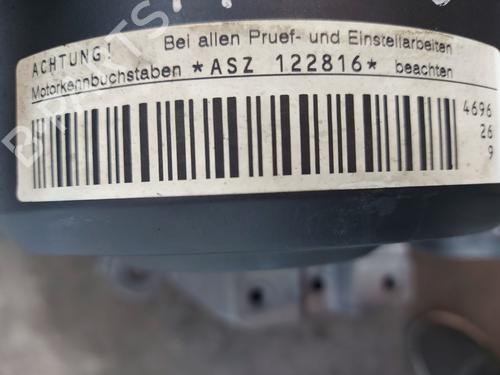 ACHTUNG! Bei allen Pruef- und Einstellarbeiten
Motorkennbuchstaben *ASZ 122816* beachten
4696
26
9